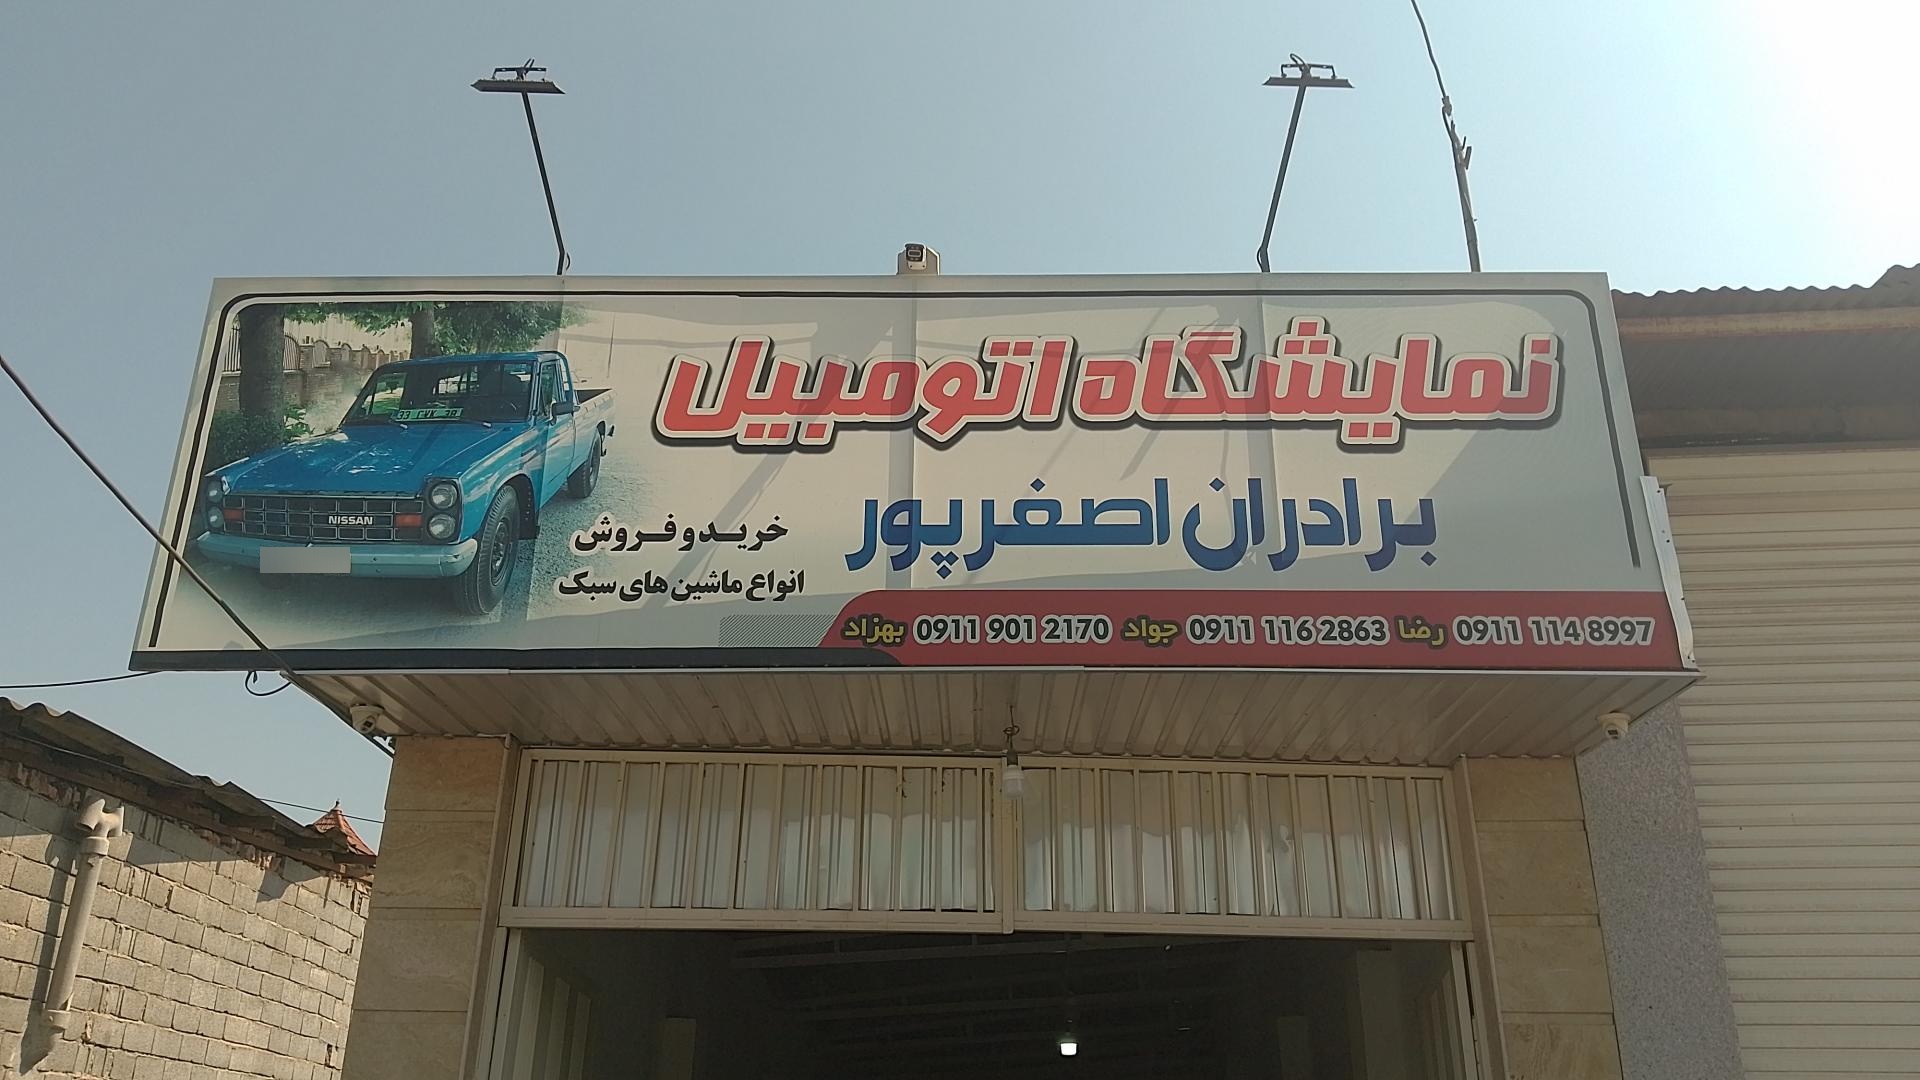 نمایشگاه اتومبیل
برادران اصغرپور
خرید و فروش
انواع ماشین های سبک
0911 114 8997 رضا 0911 116 2863 جواد 0911 901 2170 بهزاد
NISSAN